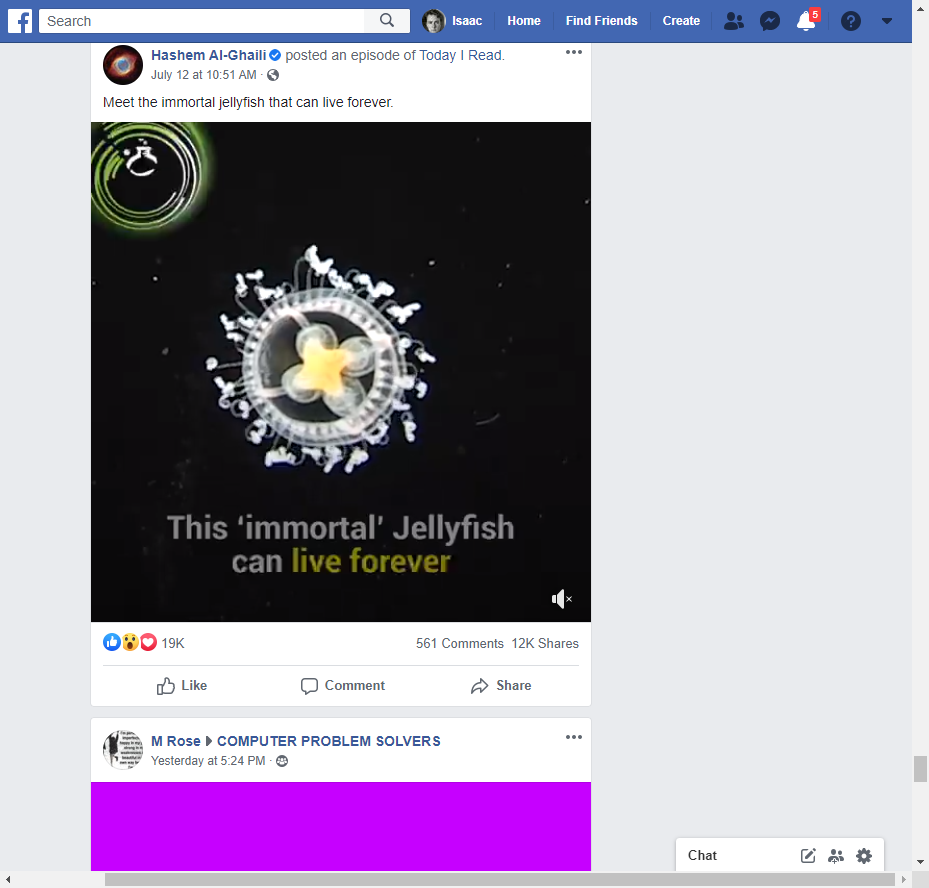 Search
Isaac
Home
Find Friends
Create
5
Hashem Al-Ghaili posted an episode of Today I Read.
July 12 at 10:51 AM ·
Meet the immortal jellyfish that can live forever.
This ‘immortal’ Jellyfish
can live forever
19K
561 Comments 12K Shares
Like
Comment
Share
M Rose COMPUTER PROBLEM SOLVERS
Yesterday at 5:24 PM ·
Chat